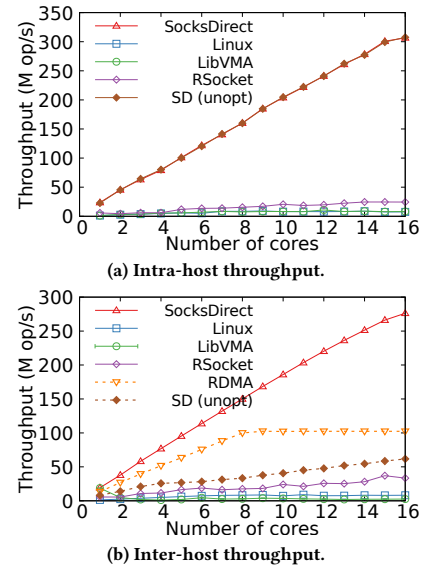 350
300
250
200
150
100
50
0
Throughput (M op/s)
SocksDirect
Linux
LibVMA
RSocket
SD (unopt)
0 2 4 6 8 10 12 14 16
Number of cores
(a) Intra-host throughput.
300
250
200
150
100
50
0
Throughput (M op/s)
SocksDirect
Linux
LibVMA
RSocket
RDMA
SD (unopt)
0 2 4 6 8 10 12 14 16
Number of cores
(b) Inter-host throughput.